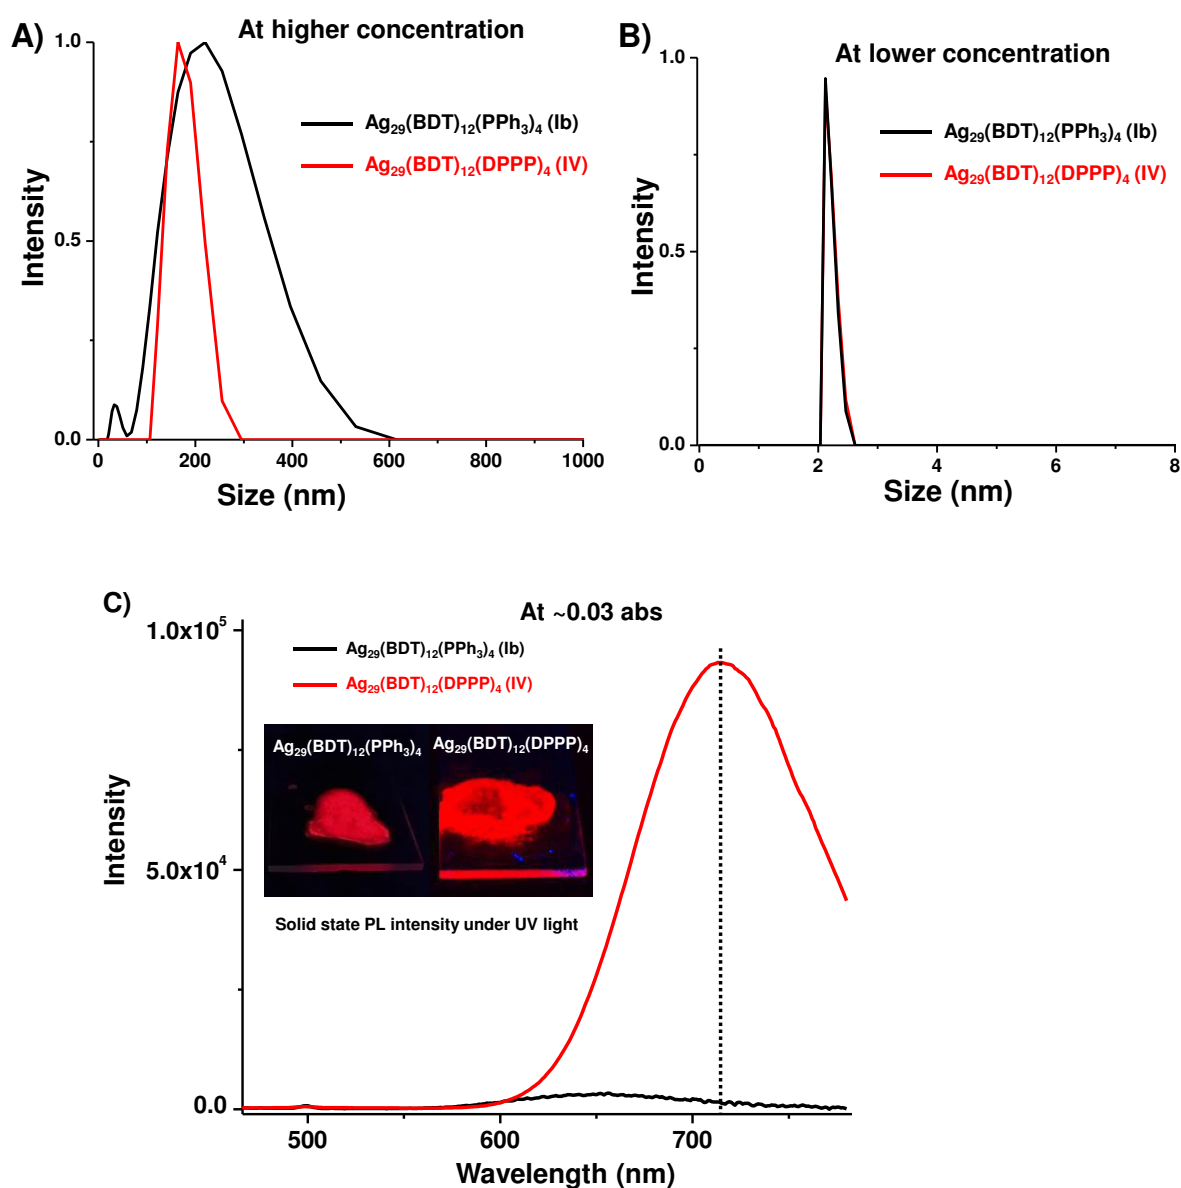 A)
At higher concentration
Ag₂₉(BDT)₁₂(PPh₃)₄ (Ib)
Ag₂₉(BDT)₁₂(DPPP)₄ (IV)
Intensity
1.0
0.5
0.0
0 200 400 600 800 1000
Size (nm)
B)
At lower concentration
Ag₂₉(BDT)₁₂(PPh₃)₄ (Ib)
Ag₂₉(BDT)₁₂(DPPP)₄ (IV)
Intensity
1.0
0.5
0.0
0 2 4 6 8
Size (nm)
C)
At ~0.03 abs
Ag₂₉(BDT)₁₂(PPh₃)₄ (Ib)
Ag₂₉(BDT)₁₂(DPPP)₄ (IV)
Ag₂₉(BDT)₁₂(PPh₃)₄ Ag₂₉(BDT)₁₂(DPPP)₄
Solid state PL intensity under UV light
Intensity
1.0x10⁵
5.0x10⁴
0.0
500 600 700
Wavelength (nm)